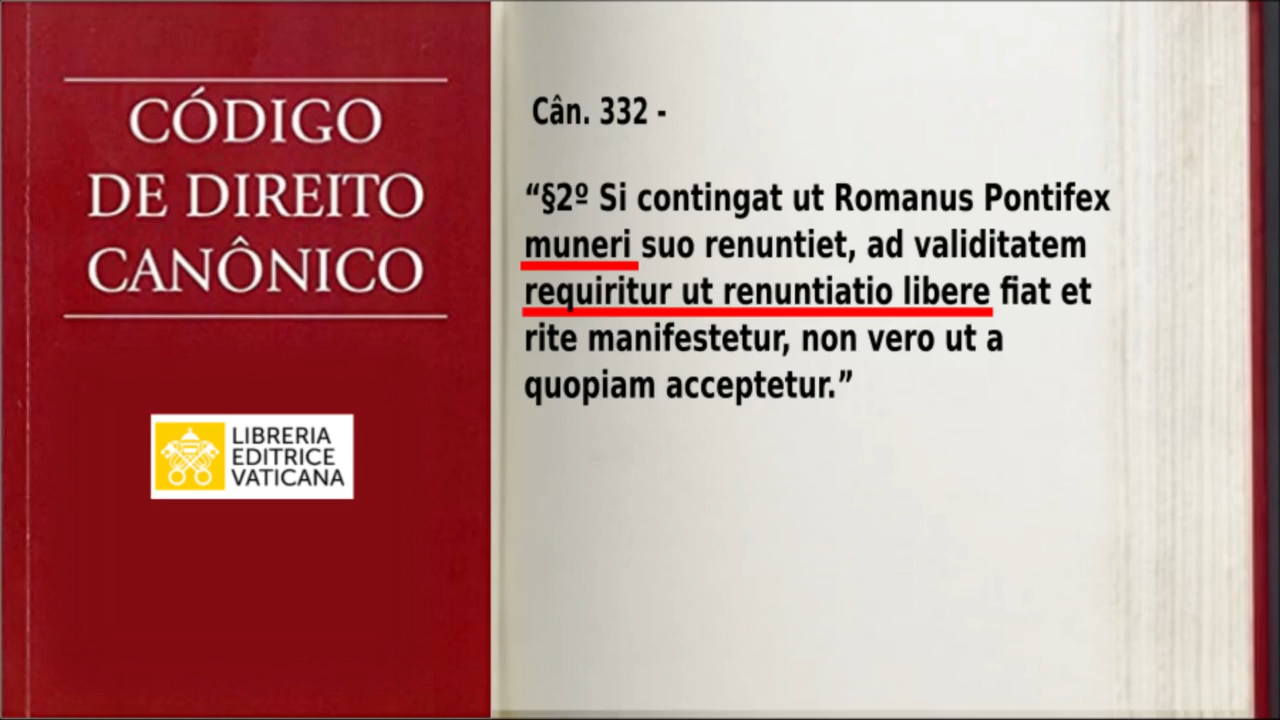 CÓDIGO
DE DIREITO
CANÔNICO
LIBRERIA
EDITRICE
VATICANA
Cân. 332 -
“§2º Si contingat ut Romanus Pontifex
muneri suo renuntiet, ad validitatem
requiritur ut renuntiatio libere fiat et
rite manifestetur, non vero ut a
quopiam acceptetur.”